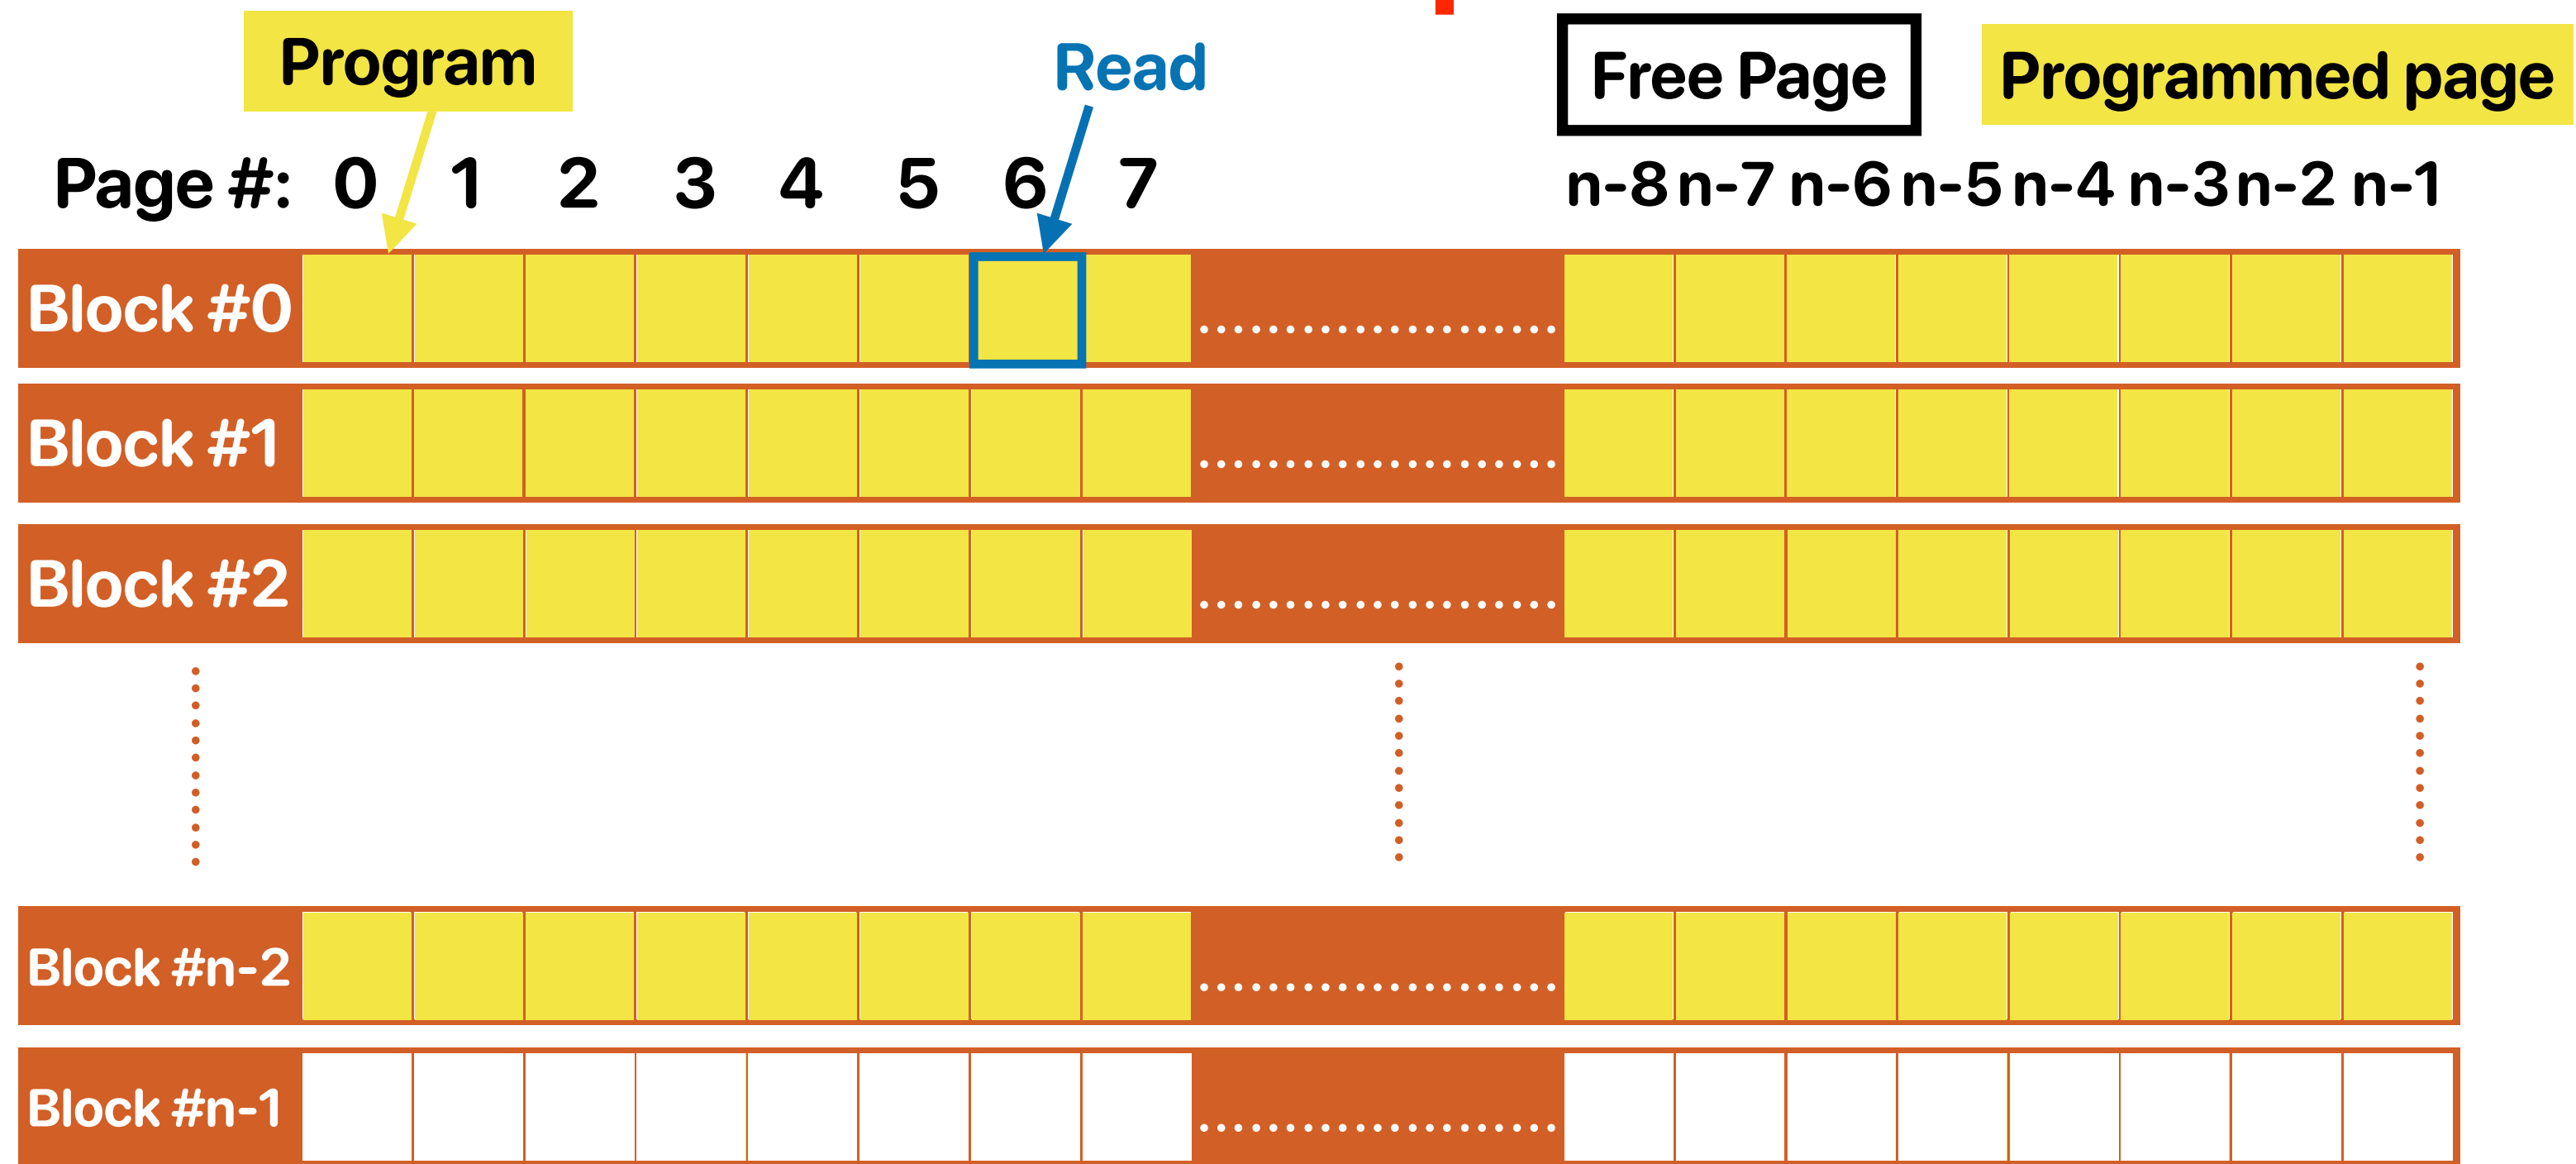 Program
Read
Free Page
Programmed page
Page #: 0 1 2 3 4 5 6 7 n-8 n-7 n-6 n-5 n-4 n-3 n-2 n-1
Block #0
Block #1
Block #2
Block #n-2
Block #n-1